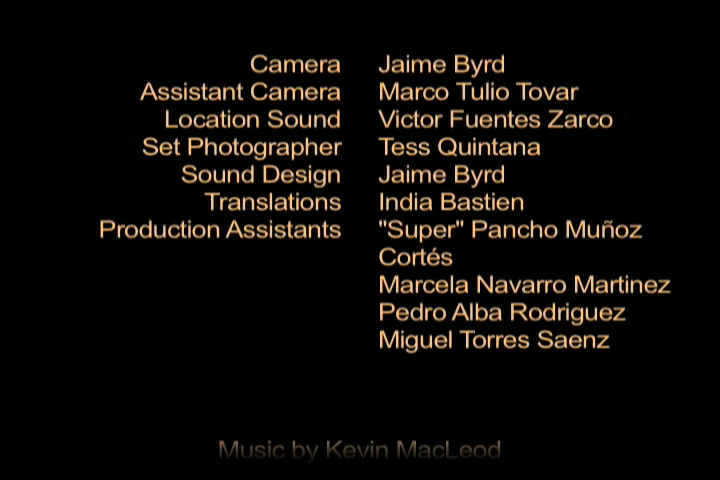 Camera Jaime Byrd
Assistant Camera Marco Tulio Tovar
Location Sound Victor Fuentes Zarco
Set Photographer Tess Quintana
Sound Design Jaime Byrd
Translations India Bastien
Production Assistants "Super" Pancho Muñoz
Cortés
Marcela Navarro Martinez
Pedro Alba Rodriguez
Miguel Torres Saenz
Music by Kevin MacLeod